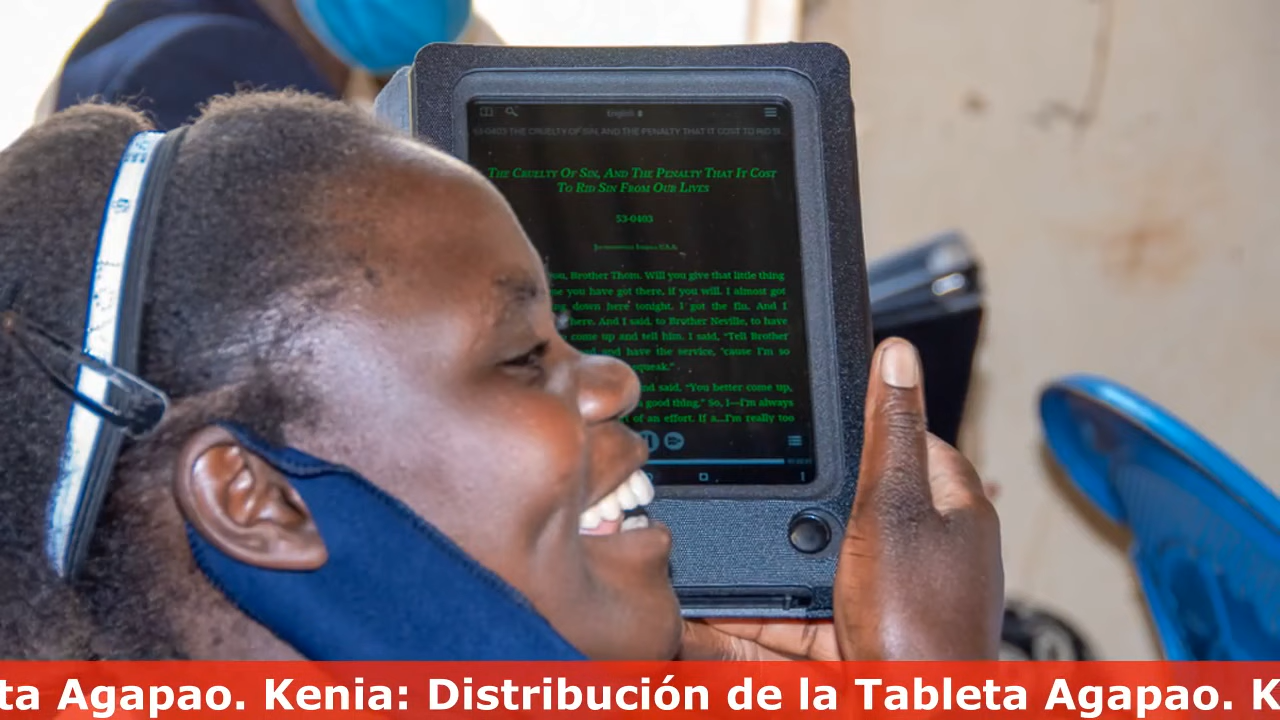 English
53-0403 THE CRUELTY OF SIN, AND THE PENALTY THAT IT COST TO RID SI
THE CRUELTY OF SIN, AND THE PENALTY THAT IT COST
TO RID SIN FROM OUR LIVES
53-0403
you, Brother Thom. Will you give that little thing
you have got there, if you will. I almost got
down here tonight. I got the flu. And I
here. And I said, to Brother Neville, to have
come up and tell him. I said, "Tell Brother
and have the service, 'cause I'm so
squeak."
and said, "You better come up,
good thing." So, I—I'm always
of an effort. If a...I'm really too
ta Agapao. Kenia: Distribución de la Tableta Agapao. K